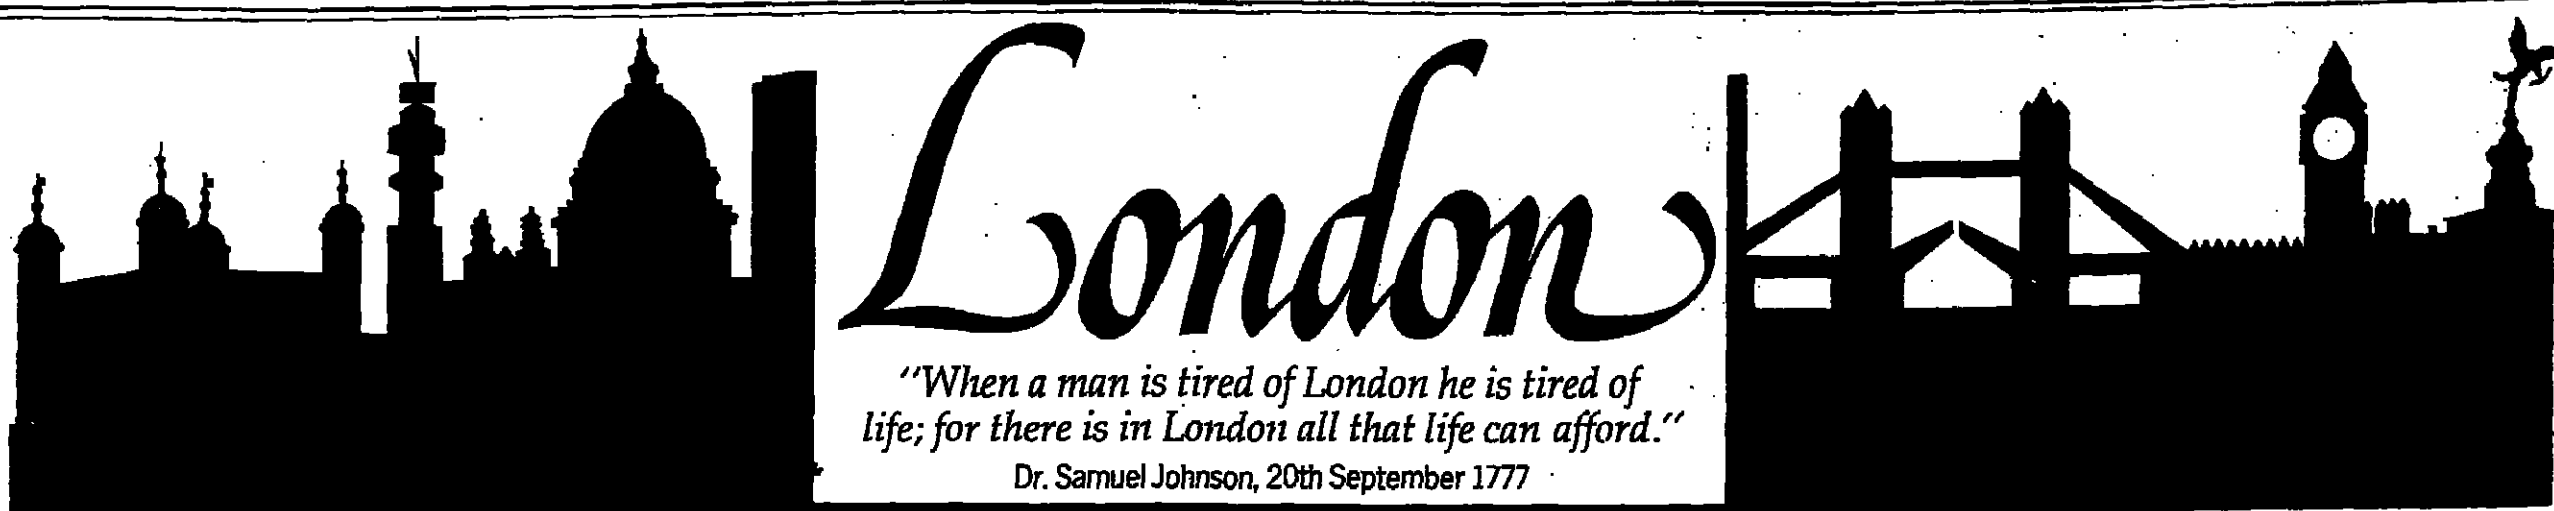 London
"When a man is tired of London he is tired of
life; for there is in London all that life can afford."
Dr. Samuel Johnson, 20th September 1777